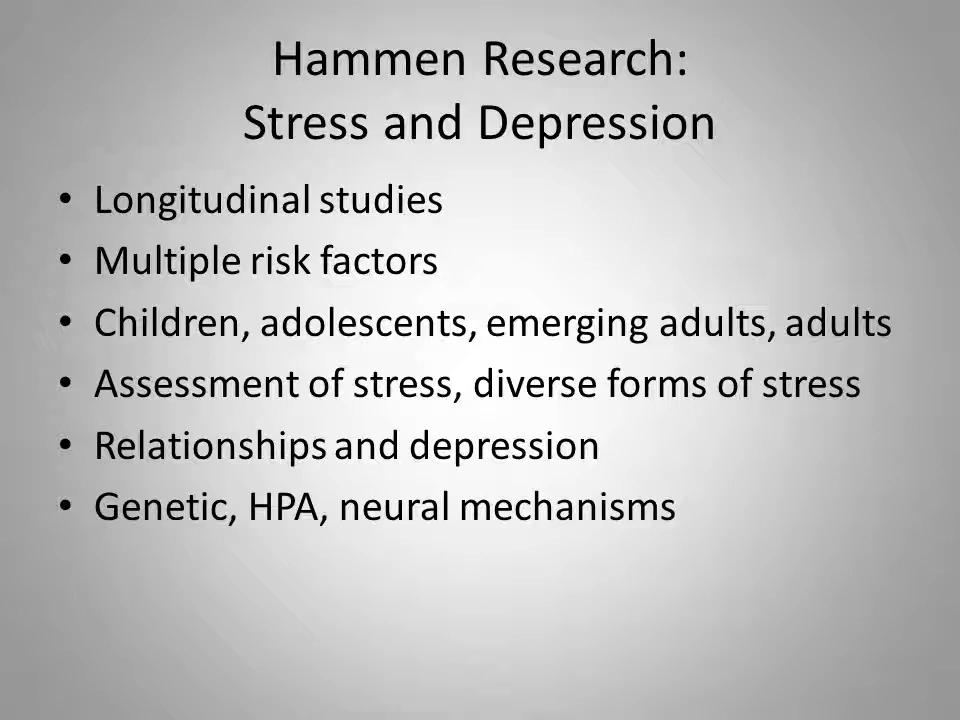 Hammen Research:
Stress and Depression
• Longitudinal studies
• Multiple risk factors
• Children, adolescents, emerging adults, adults
• Assessment of stress, diverse forms of stress
• Relationships and depression
• Genetic, HPA, neural mechanisms